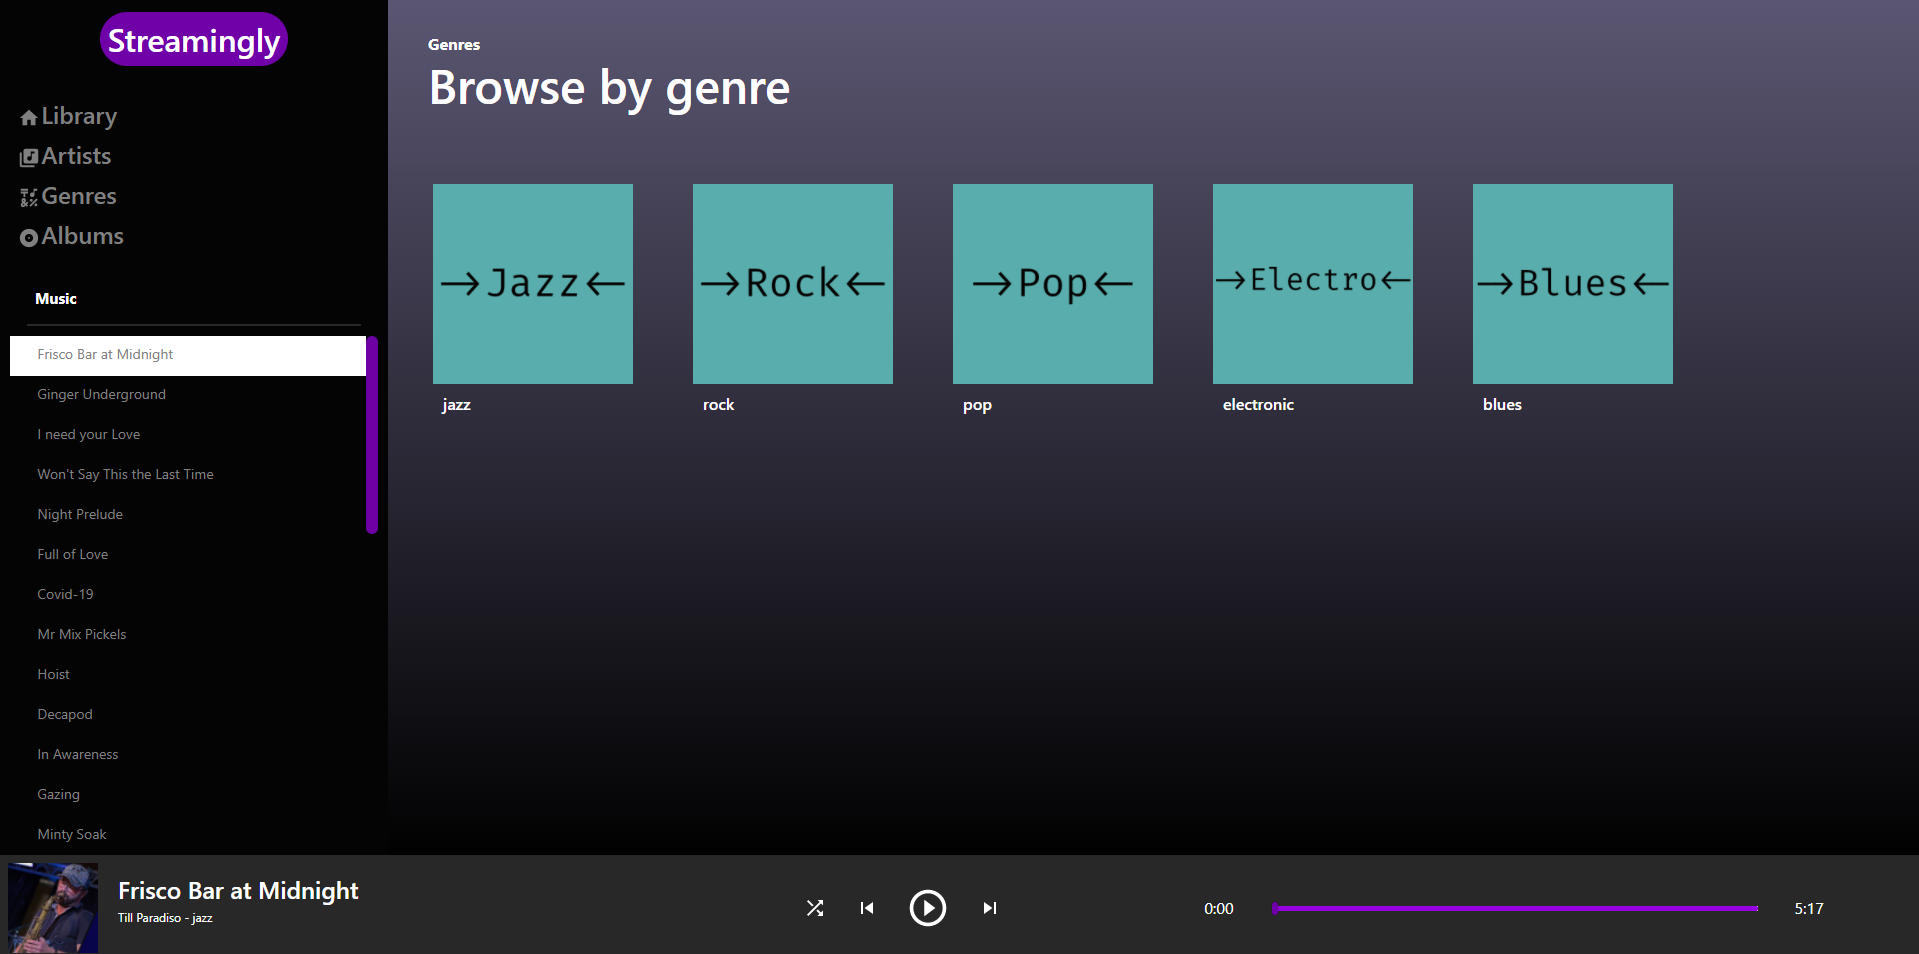 Streamingly
Library
Artists
Genres
Albums
Music
Frisco Bar at Midnight
Ginger Underground
I need your Love
Won't Say This the Last Time
Night Prelude
Full of Love
Covid-19
Mr Mix Pickels
Hoist
Decapod
In Awareness
Gazing
Minty Soak
Genres
Browse by genre
→Jazz←
jazz
→Rock←
rock
→Pop←
pop
→Electro←
electronic
→Blues←
blues
Frisco Bar at Midnight
Till Paradiso - jazz
0:00
5:17